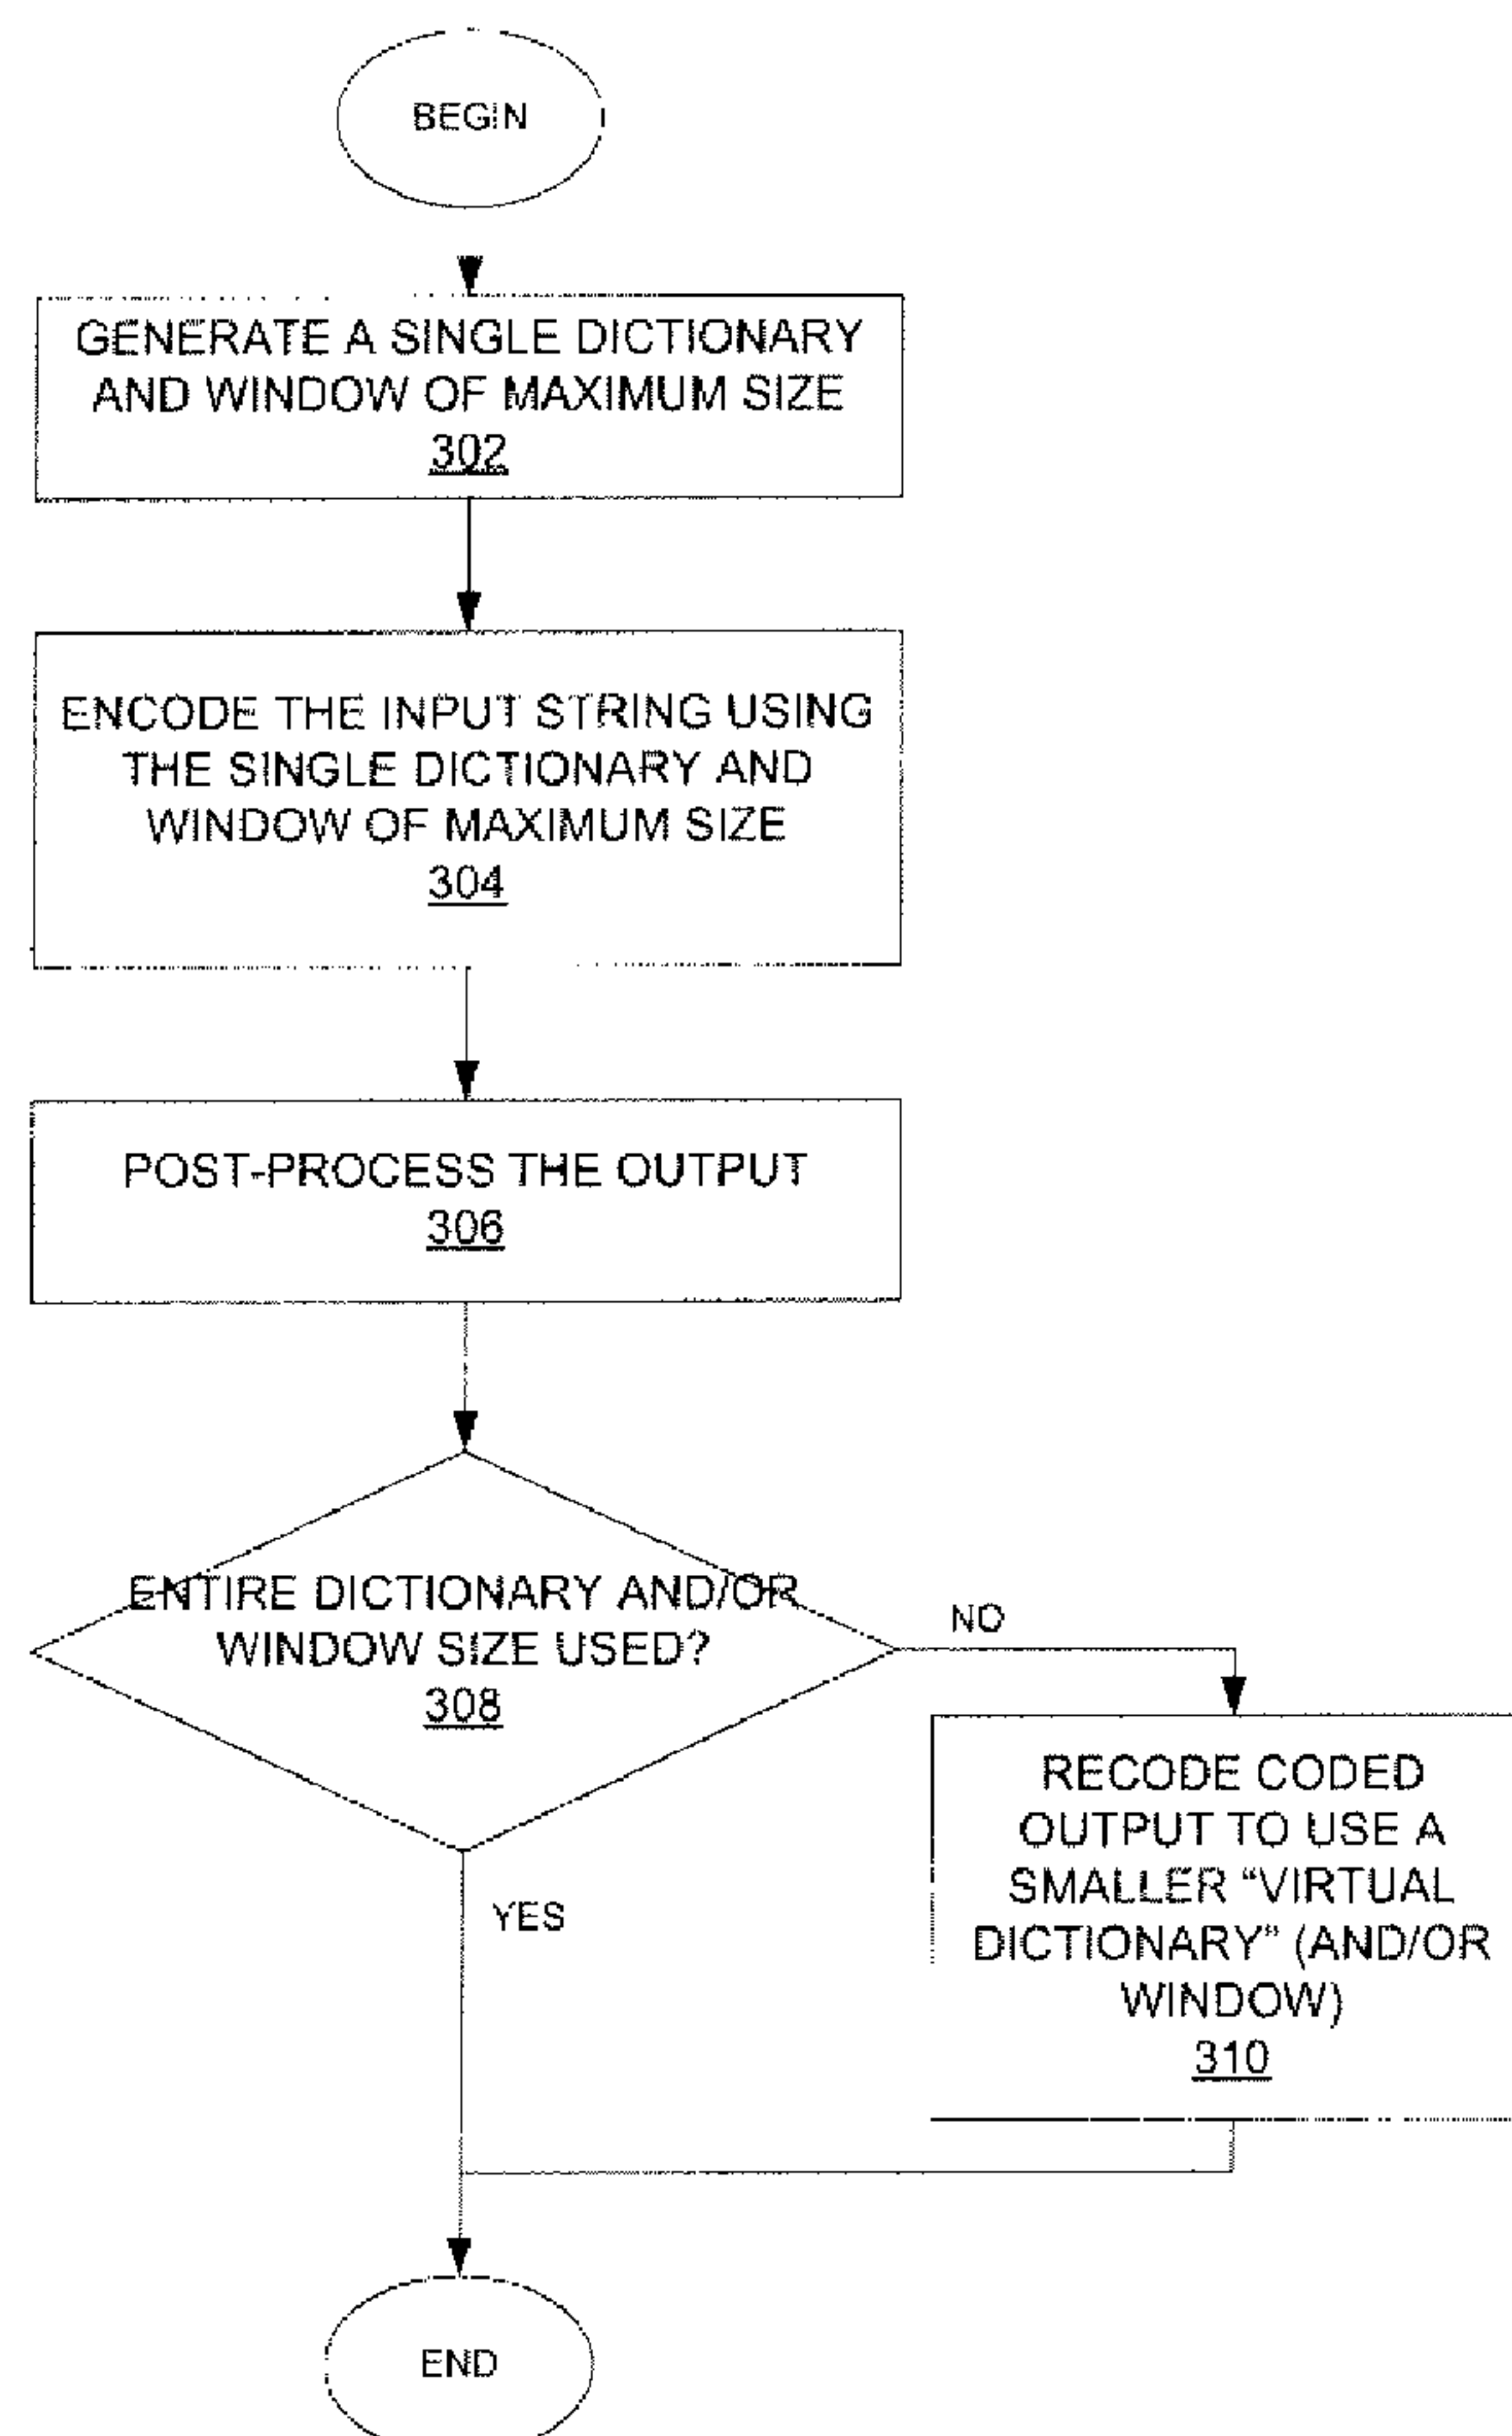 BEGIN
GENERATE A SINGLE DICTIONARY
AND WINDOW OF MAXIMUM SIZE
302
ENCODE THE INPUT STRING USING
THE SINGLE DICTIONARY AND
WINDOW OF MAXIMUM SIZE
304
POST-PROCESS THE OUTPUT
306
ENTIRE DICTIONARY AND/OR
WINDOW SIZE USED?
308
NO
YES
RECODE CODED
OUTPUT TO USE A
SMALLER “VIRTUAL
DICTIONARY” (AND/OR
WINDOW)
310
END